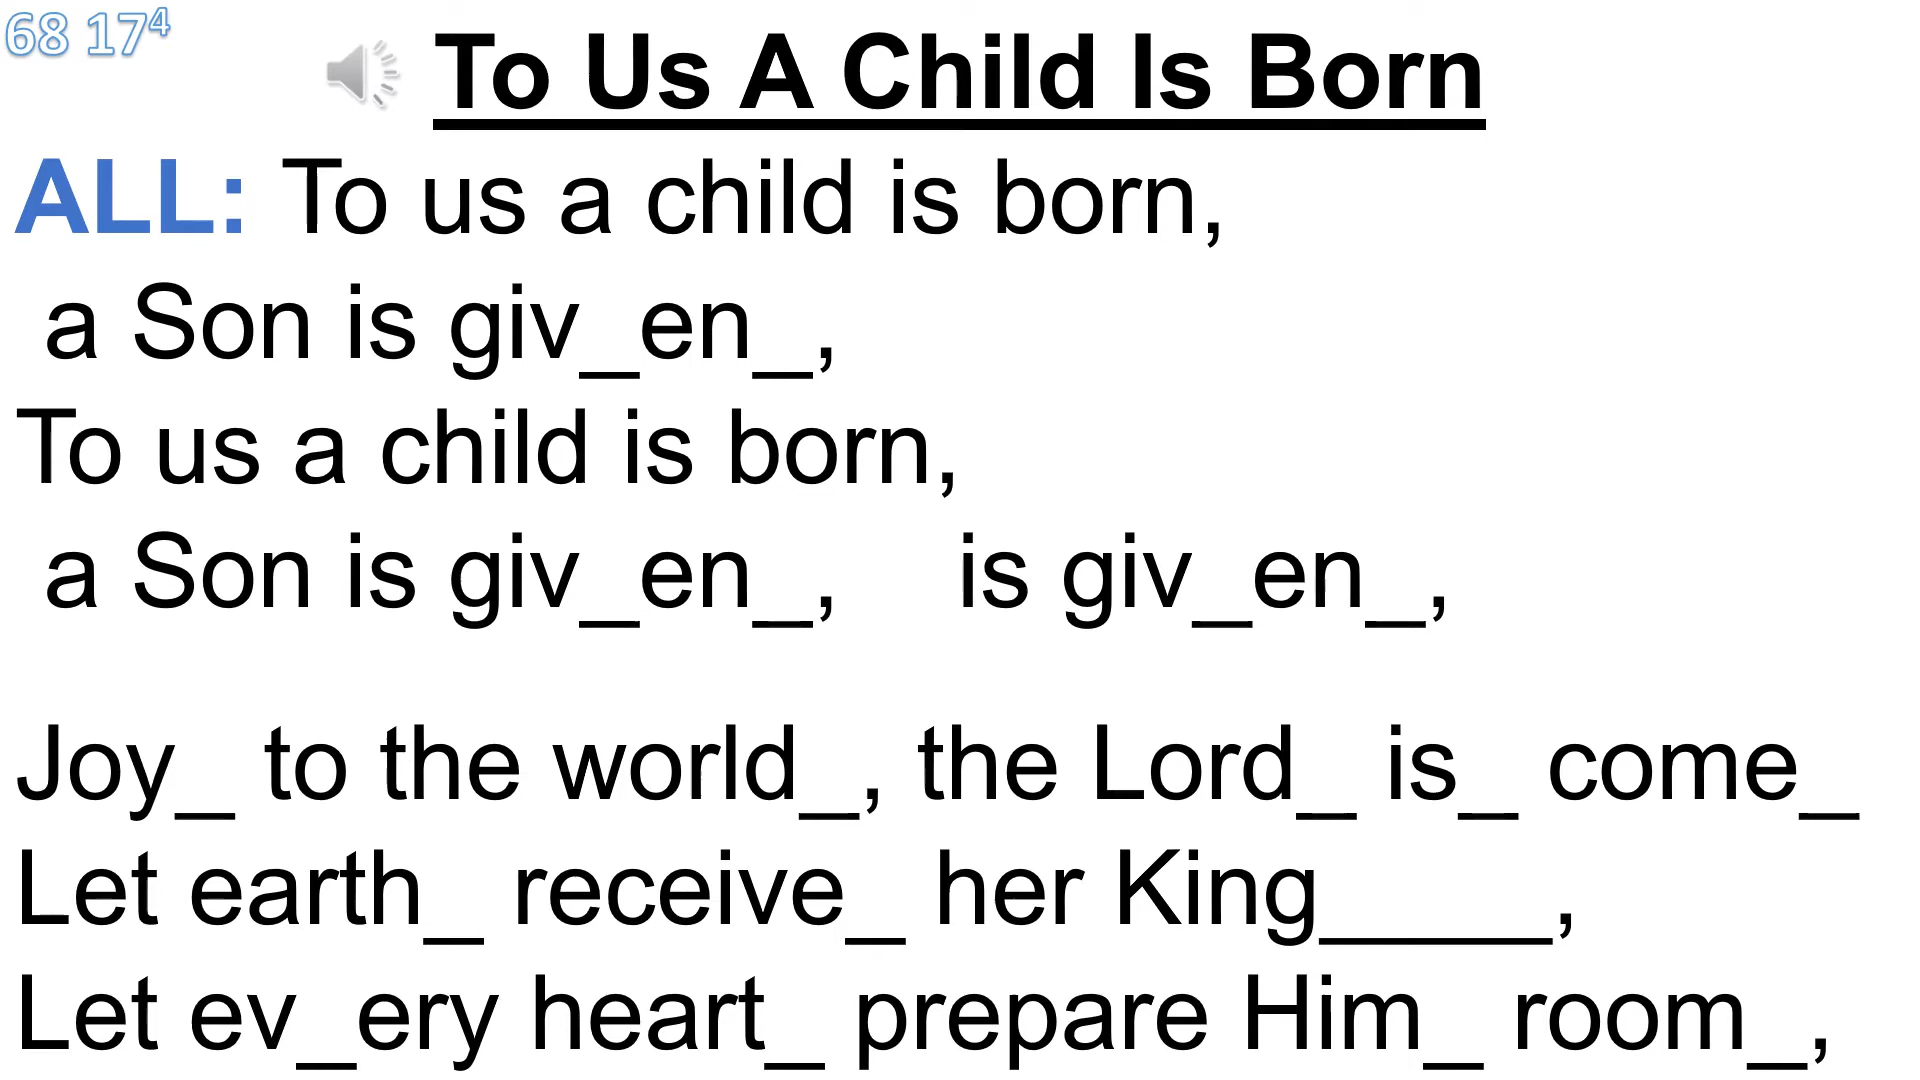 68 17⁴
To Us A Child Is Born
ALL: To us a child is born,
a Son is giv_en_,
To us a child is born,
a Son is giv_en_, is giv_en_,
Joy_ to the world_, the Lord_ is_ come_
Let earth_ receive_ her King____,
Let ev_ery heart_ prepare Him_ room_,